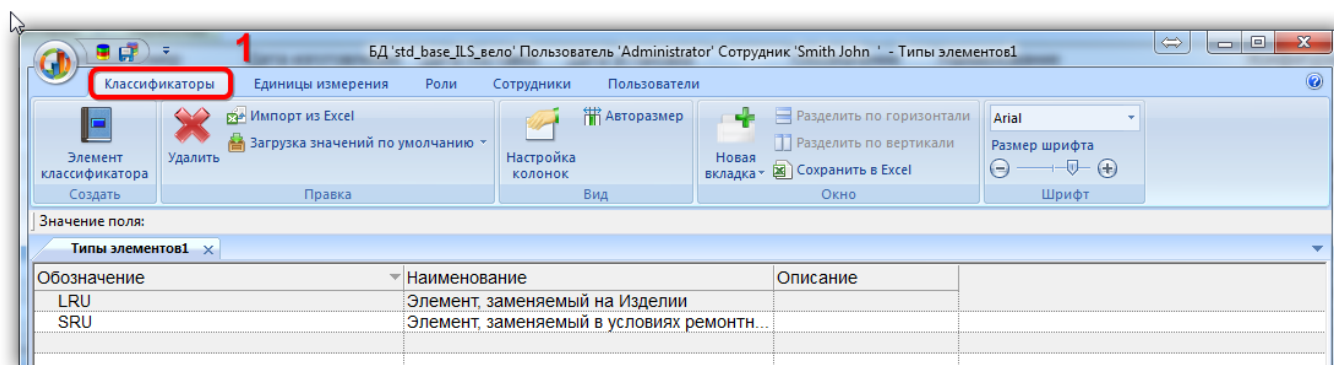 1
БД 'std_base_ILS_вело' Пользователь 'Administrator' Сотрудник 'Smith John ' - Типы элементов1
Классификаторы Единицы измерения Роли Сотрудники Пользователи
Элемент классификатора
Создать
Удалить
Импорт из Excel
Загрузка значений по умолчанию
Правка
Настройка колонок
Авторазмер
Вид
Новая вкладка
Разделить по горизонтали
Разделить по вертикали
Сохранить в Excel
Окно
Arial
Размер шрифта
Шрифт
Значение поля:
Типы элементов1
Обозначение Наименование Описание
LRU Элемент, заменяемый на Изделии
SRU Элемент, заменяемый в условиях ремонтн...